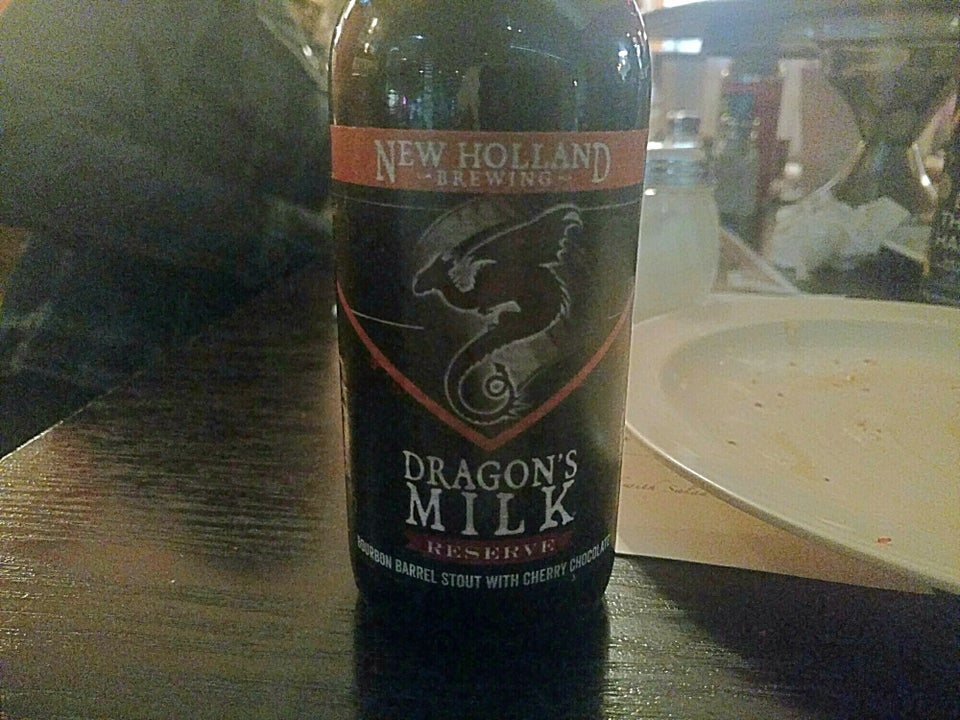 NEW HOLLAND
BREWING
DRAGON'S
MILK
RESERVE
BOURBON BARREL STOUT WITH CHERRY CHOCOLATE